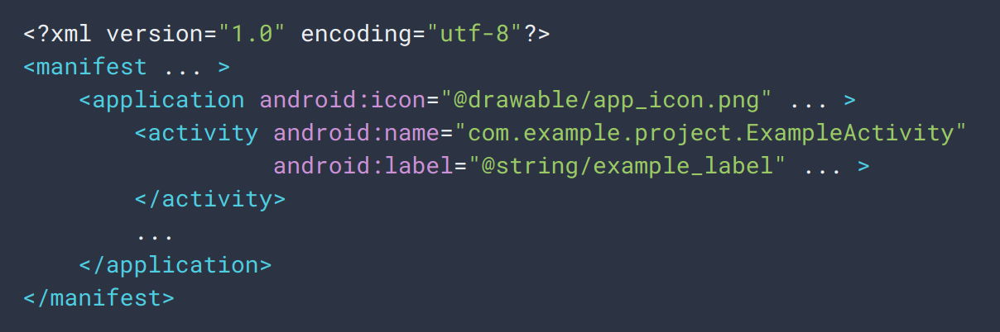 <?xml version="1.0" encoding="utf-8"?>
<manifest ... >
    <application android:icon="@drawable/app_icon.png" ... >
        <activity android:name="com.example.project.ExampleActivity"
                  android:label="@string/example_label" ... >
        </activity>
        ...
    </application>
</manifest>